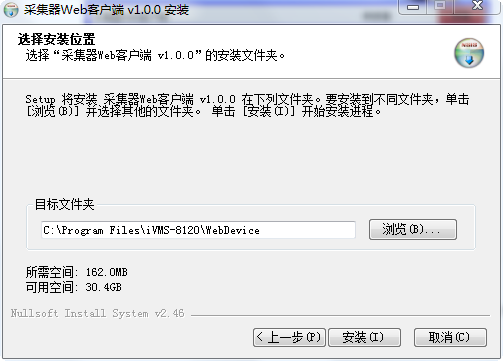 采集器Web客户端 v1.0.0 安装
选择安装位置
选择“采集器Web客户端 v1.0.0”的安装文件夹。
Setup 将安装 采集器Web客户端 v1.0.0 在下列文件夹。要安装到不同文件夹，单击
[浏览(B)] 并选择其他的文件夹。 单击 [安装(I)] 开始安装进程。
目标文件夹
C:\Program Files\iVMS-8120\WebDevice
浏览(B)...
所需空间: 162.0MB
可用空间: 30.4GB
Nullsoft Install System v2.46
< 上一步(P)
安装(I)
取消(C)